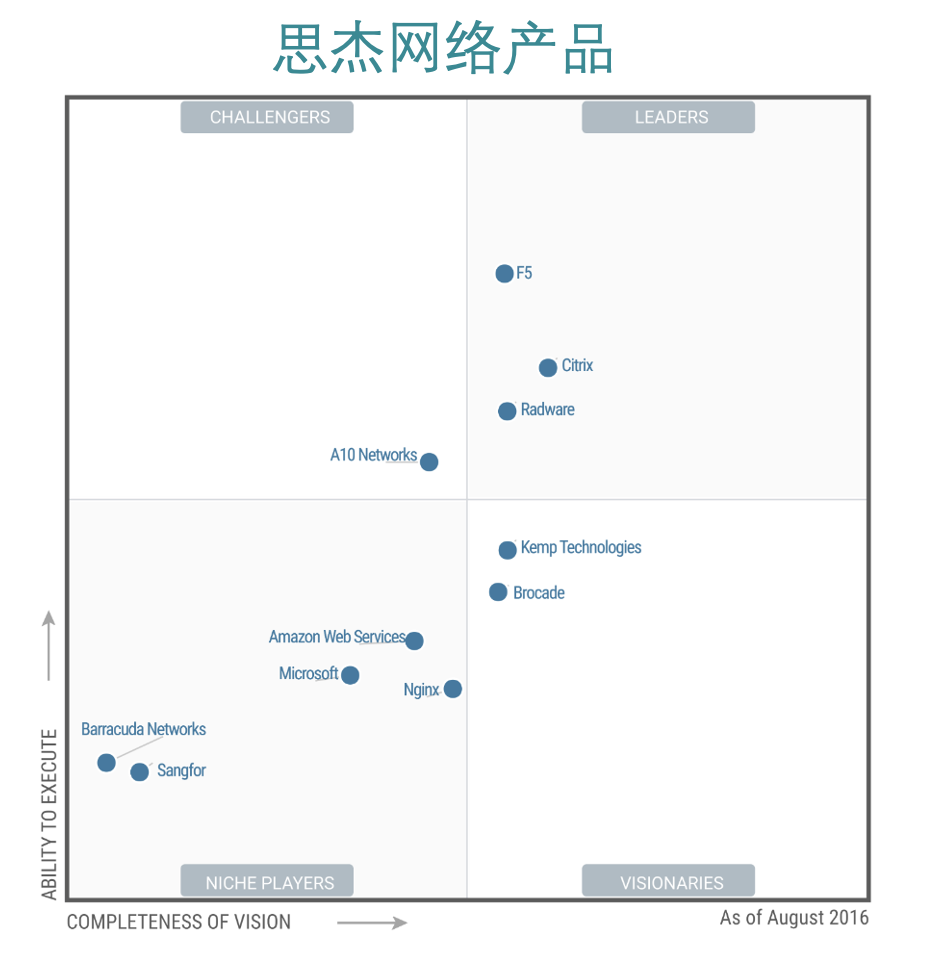 思杰网络产品
CHALLENGERS
LEADERS
F5
Citrix
Radware
A10 Networks
Kemp Technologies
Brocade
Amazon Web Services
Microsoft
Nginx
Barracuda Networks
Sangfor
ABILITY TO EXECUTE
NICHE PLAYERS
VISIONARIES
COMPLETENESS OF VISION
As of August 2016